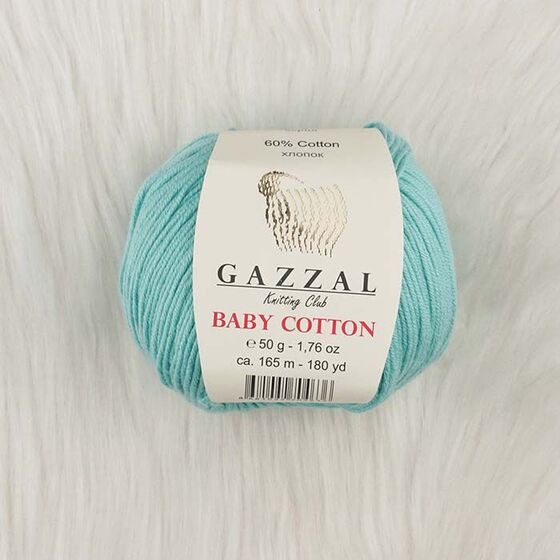 60% Cotton
хлопок
GAZZAL
Knitting Club
BABY COTTON
℮ 50 g - 1,76 oz
ca. 165 m - 180 yd